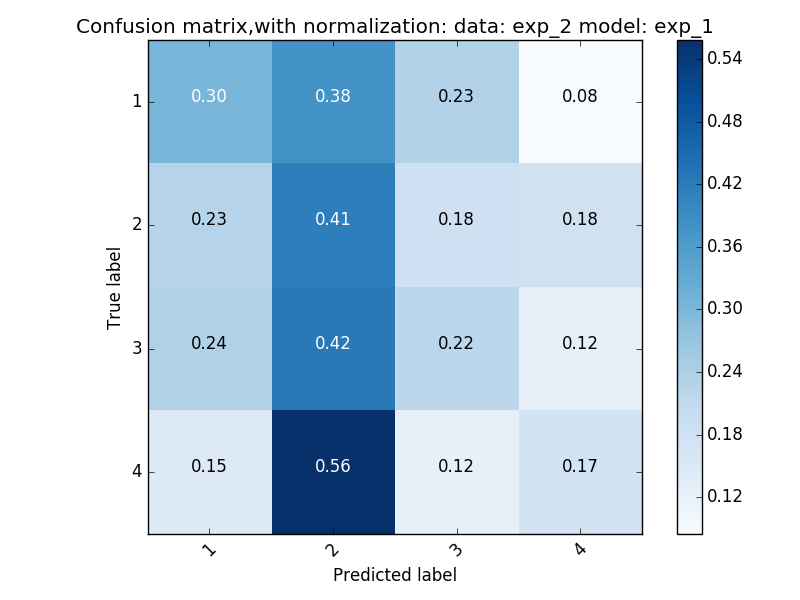 Confusion matrix,with normalization: data: exp_2 model: exp_1
True label
1
0.30 0.38 0.23 0.08
2
0.23 0.41 0.18 0.18
3
0.24 0.42 0.22 0.12
4
0.15 0.56 0.12 0.17
1 2 3 4
Predicted label
0.54
0.48
0.42
0.36
0.30
0.24
0.18
0.12